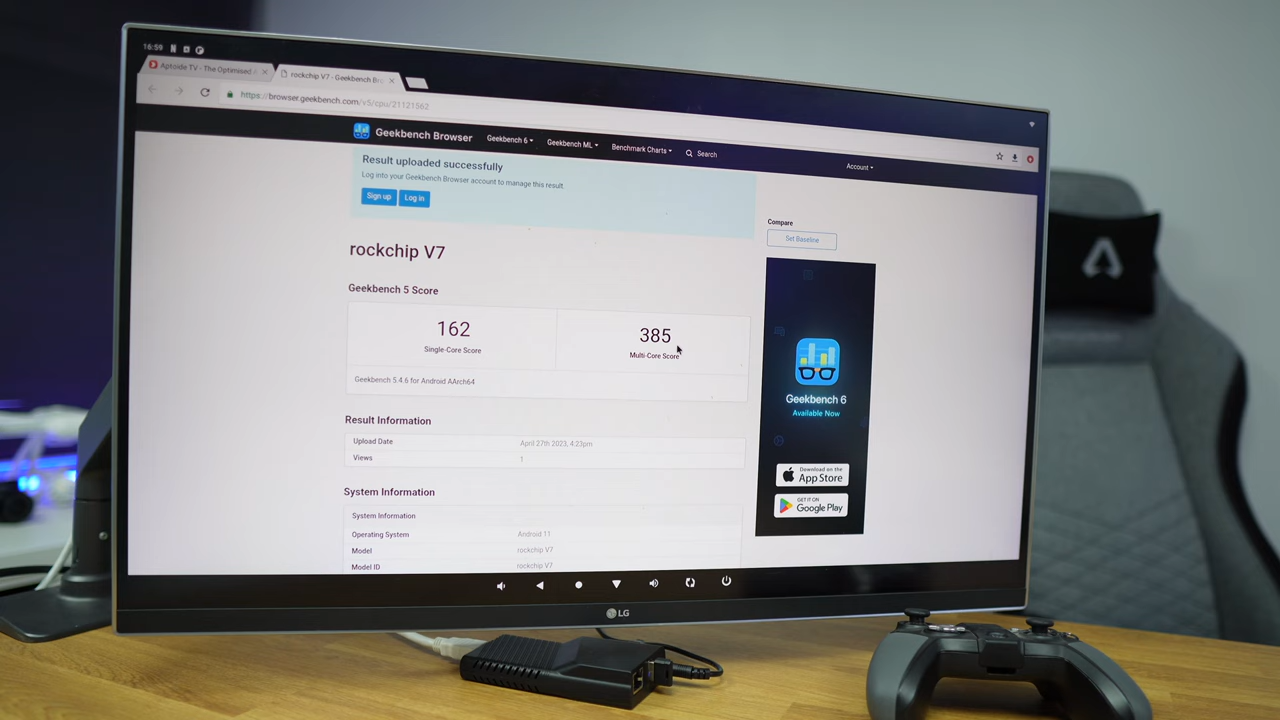 16:59 N
Aptoide TV - The Optimised
rockchip V7 - Geekbench Bro
https://browser.geekbench.com/v5/cpu/21121562
Geekbench Browser Geekbench 6 Geekbench ML Benchmark Charts Search Account
Result uploaded successfully
Log into your Geekbench Browser account to manage this result.
Sign up Log in
rockchip V7
Geekbench 5 Score
162
Single-Core Score
385
Multi-Core Score
Geekbench 5.4.6 for Android AArch64
Result Information
Upload Date April 27th 2023, 4:23pm
Views 1
System Information
System Information
Operating System Android 11
Model rockchip V7
Model ID rockchip V7
Compare
Set Baseline
Geekbench 6
Available Now
Download on the
App Store
GET IT ON
Google Play
LG